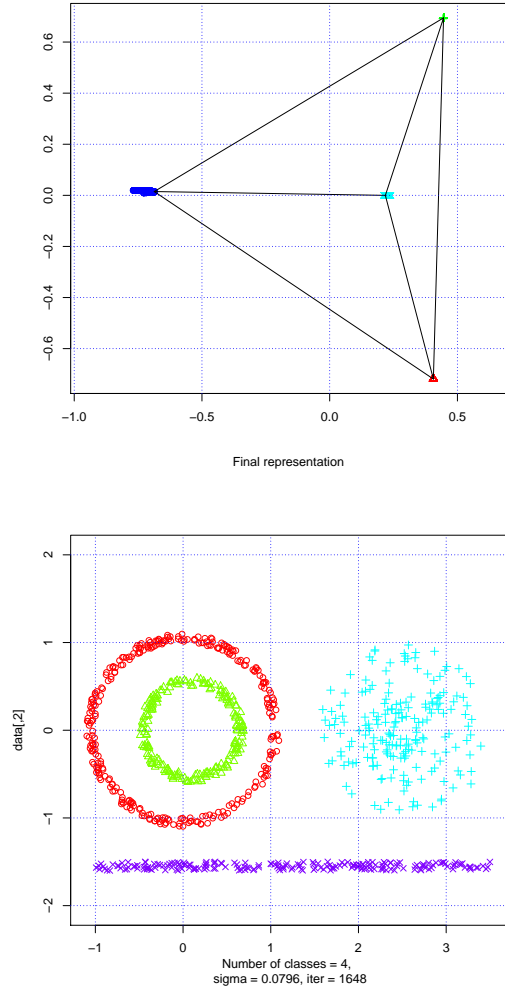 0.6
0.4
0.2
0.0
−0.2
−0.4
−0.6
−1.0 −0.5 0.0 0.5
Final representation
2
1
0
−1
−2
data[,2]
−1 0 1 2 3
Number of classes = 4,
sigma = 0.0796, iter = 1648